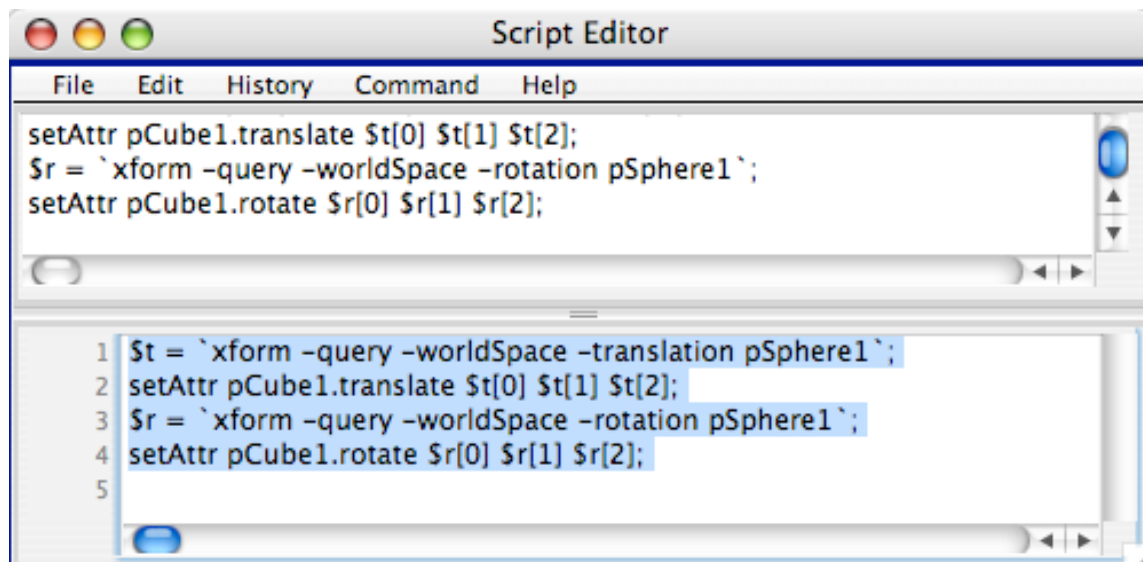 Script Editor
File Edit History Command Help
setAttr pCube1.translate $t[0] $t[1] $t[2];
$r = `xform -query -worldSpace -rotation pSphere1`;
setAttr pCube1.rotate $r[0] $r[1] $r[2];
1 $t = `xform -query -worldSpace -translation pSphere1`;
2 setAttr pCube1.translate $t[0] $t[1] $t[2];
3 $r = `xform -query -worldSpace -rotation pSphere1`;
4 setAttr pCube1.rotate $r[0] $r[1] $r[2];
5